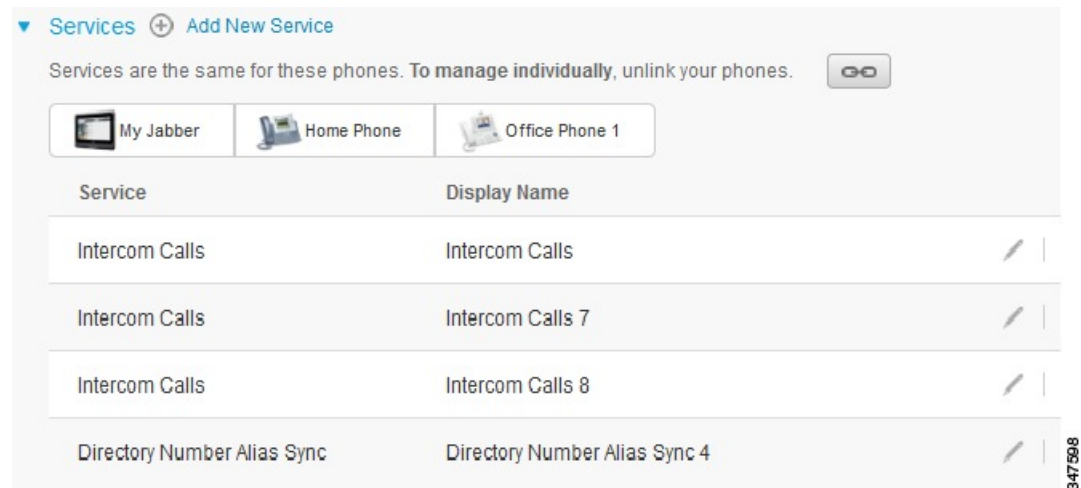 Services Add New Service
Services are the same for these phones. To manage individually, unlink your phones.
My Jabber Home Phone Office Phone 1
Service Display Name
Intercom Calls Intercom Calls
Intercom Calls Intercom Calls 7
Intercom Calls Intercom Calls 8
Directory Number Alias Sync Directory Number Alias Sync 4
347598